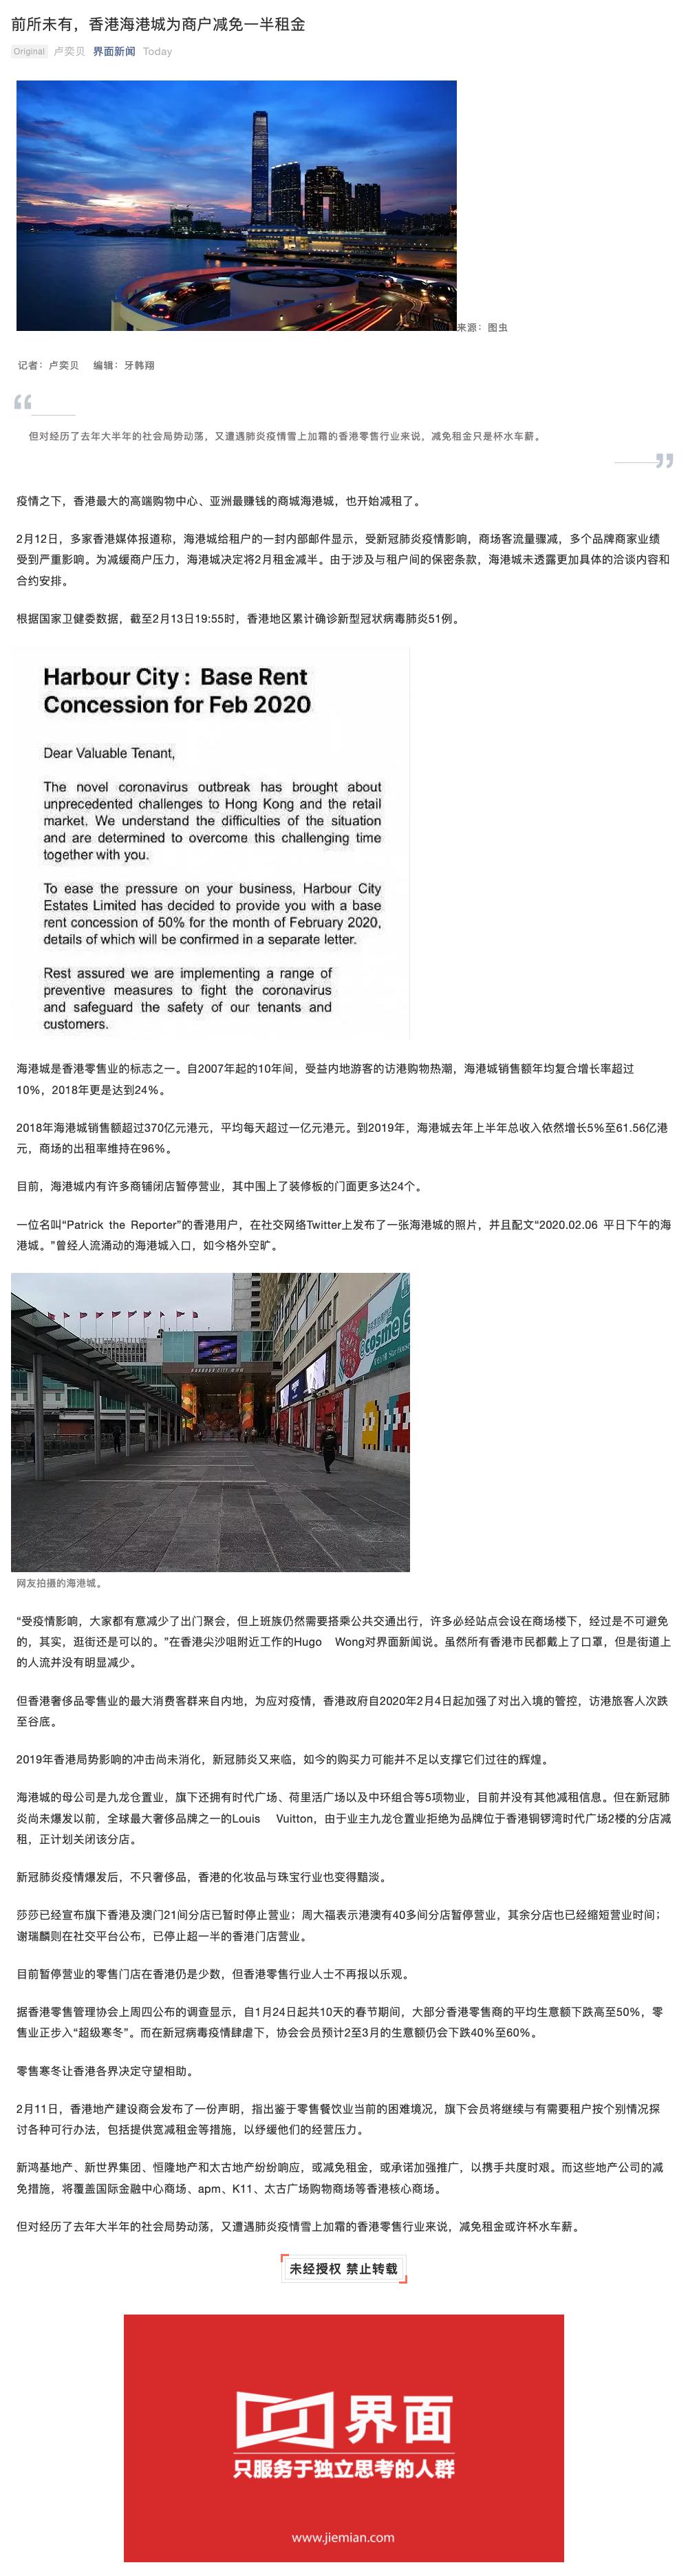 前所未有，香港海港城为商户减免一半租金
Original 卢奕贝 界面新闻 Today
来源：图虫
记者：卢奕贝 编辑：牙韩翔
“
但对经历了去年大半年的社会局势动荡，又遭遇肺炎疫情雪上加霜的香港零售行业来说，减免租金只是杯水车薪。
”
疫情之下，香港最大的高端购物中心、亚洲最赚钱的商城海港城，也开始减租了。
2月12日，多家香港媒体报道称，海港城给租户的一封内部邮件显示，受新冠肺炎疫情影响，商场客流量骤减，多个品牌商家业绩
受到严重影响。为减缓商户压力，海港城决定将2月租金减半。由于涉及与租户间的保密条款，海港城未透露更加具体的洽谈内容和
合约安排。
根据国家卫健委数据，截至2月13日19:55时，香港地区累计确诊新型冠状病毒肺炎51例。
Harbour City : Base Rent
Concession for Feb 2020
Dear Valuable Tenant,
The novel coronavirus outbreak has brought about
unprecedented challenges to Hong Kong and the retail
market. We understand the difficulties of the situation
and are determined to overcome this challenging time
together with you.
To ease the pressure on your business, Harbour City
Estates Limited has decided to provide you with a base
rent concession of 50% for the month of February 2020,
details of which will be confirmed in a separate letter.
Rest assured we are implementing a range of
preventive measures to fight the coronavirus
and safeguard the safety of our tenants and
customers.
海港城是香港零售业的标志之一。自2007年起的10年间，受益内地游客的访港购物热潮，海港城销售额年均复合增长率超过
10%，2018年更是达到24%。
2018年海港城销售额超过370亿元港元，平均每天超过一亿元港元。到2019年，海港城去年上半年总收入依然增长5%至61.56亿港
元，商场的出租率维持在96%。
目前，海港城内有许多商铺闭店暂停营业，其中围上了装修板的门面更多达24个。
一位名叫“Patrick the Reporter”的香港用户，在社交网络Twitter上发布了一张海港城的照片，并且配文“2020.02.06 平日下午的海
港城。”曾经人流涌动的海港城入口，如今格外空旷。
HARBOUR CITY
@cosme S
网友拍摄的海港城。
“受疫情影响，大家都有意减少了出门聚会，但上班族仍然需要搭乘公共交通出行，许多必经站点会设在商场楼下，经过是不可避免
的，其实，逛街还是可以的。”在香港尖沙咀附近工作的Hugo Wong对界面新闻说。虽然所有香港市民都戴上了口罩，但是街道上
的人流并没有明显减少。
但香港奢侈品零售业的最大消费客群来自内地，为应对疫情，香港政府自2020年2月4日起加强了对出入境的管控，访港旅客人次跌
至谷底。
2019年香港局势影响的冲击尚未消化，新冠肺炎又来临，如今的购买力可能并不足以支撑它们过往的辉煌。
海港城的母公司是九龙仓置业，旗下还拥有时代广场、荷里活广场以及中环组合等5项物业，目前并没有其他减租信息。但在新冠肺
炎尚未爆发以前，全球最大奢侈品牌之一的Louis Vuitton，由于业主九龙仓置业拒绝为品牌位于香港铜锣湾时代广场2楼的分店减
租，正计划关闭该分店。
新冠肺炎疫情爆发后，不只奢侈品，香港的化妆品与珠宝行业也变得黯淡。
莎莎已经宣布旗下香港及澳门21间分店已暂时停止营业；周大福表示港澳有40多间分店暂停营业，其余分店也已经缩短营业时间；
谢瑞麟则在社交平台公布，已停止超一半的香港门店营业。
目前暂停营业的零售门店在香港仍是少数，但香港零售行业人士不再报以乐观。
据香港零售管理协会上周四公布的调查显示，自1月24日起共10天的春节期间，大部分香港零售商的平均生意额下跌高至50%，零
售业正步入“超级寒冬”。而在新冠病毒疫情肆虐下，协会会员预计2至3月的生意额仍会下跌40%至60%。
零售寒冬让香港各界决定守望相助。
2月11日，香港地产建设商会发布了一份声明，指出鉴于零售餐饮业当前的困难境况，旗下会员将继续与有需要租户按个别情况探
讨各种可行办法，包括提供宽减租金等措施，以纾缓他们的经营压力。
新鸿基地产、新世界集团、恒隆地产和太古地产纷纷响应，或减免租金，或承诺加强推广，以携手共度时艰。而这些地产公司的减
免措施，将覆盖国际金融中心商场、apm、K11、太古广场购物商场等香港核心商场。
但对经历了去年大半年的社会局势动荡，又遭遇肺炎疫情雪上加霜的香港零售行业来说，减免租金或许杯水车薪。
未经授权 禁止转载
界面
只服务于独立思考的人群
www.jiemian.com